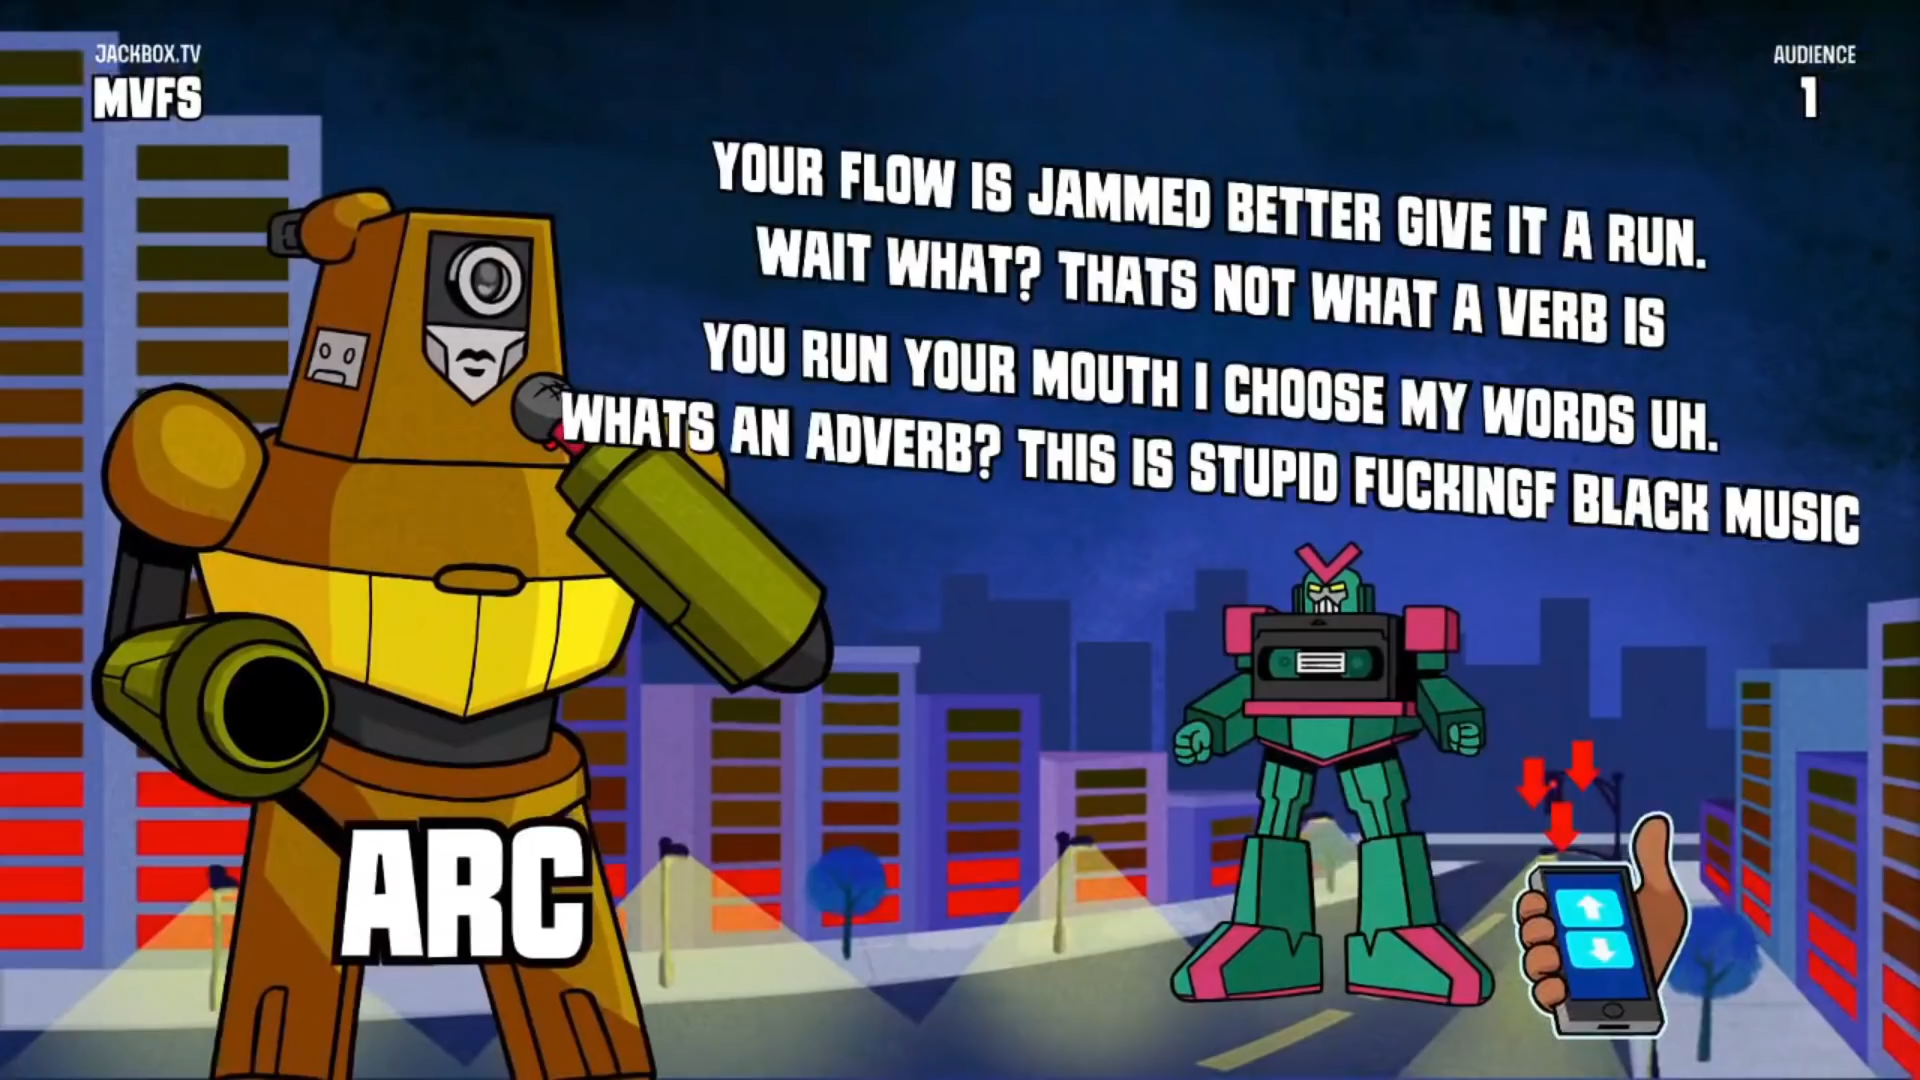 JACKBOX.TV
MVFS
AUDIENCE
1
YOUR FLOW IS JAMMED BETTER GIVE IT A RUN.
WAIT WHAT? THATS NOT WHAT A VERB IS
YOU RUN YOUR MOUTH I CHOOSE MY WORDS UH.
WHATS AN ADVERB? THIS IS STUPID FUCKINGF BLACK MUSIC
ARC